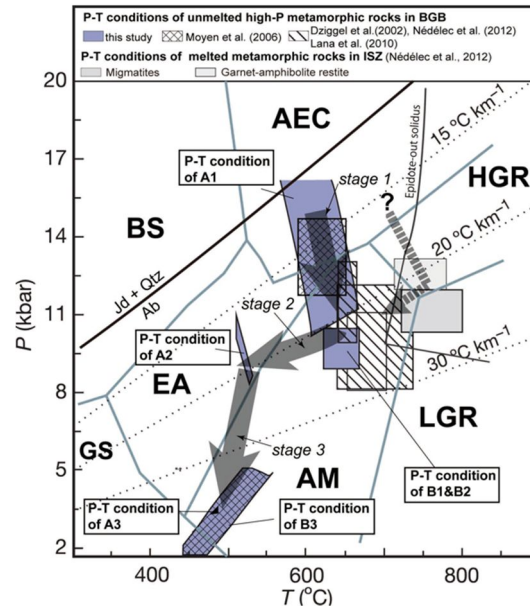 P-T conditions of unmelted high-P metamorphic rocks in BGB
this study
Moyen et al. (2006)
Dziggel et al.(2002), Nédélec et al. (2012)
Lana et al. (2010)
P-T conditions of melted metamorphic rocks in ISZ (Nédélec et al., 2012)
Migmatites
Garnet-amphibolite restite
20
17
14
11
8
5
2
P (kbar)
AEC
P-T condition
of A1
stage 1
Epidote-out solidus
15 °C km⁻¹
HGR
?
BS
20 °C km⁻¹
Jd + Qtz
Ab
stage 2
P-T condition
of A2
30 °C km⁻¹
EA
LGR
GS
stage 3
AM
P-T condition
of B1&B2
P-T condition
of A3
P-T condition
of B3
400
600
800
T (°C)